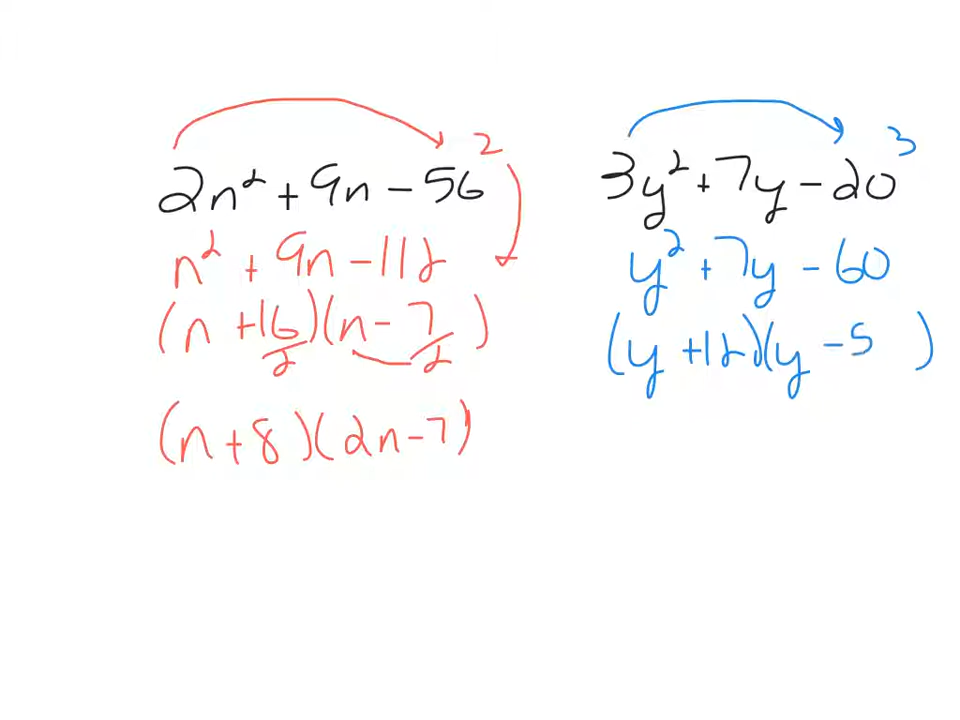 2
2n² + 9n - 56
n² + 9n - 112
(n + 16/2)(n - 7/2)
(n + 8)(2n - 7)
3
3y² + 7y - 20
y² + 7y - 60
(y + 12)(y - 5 )